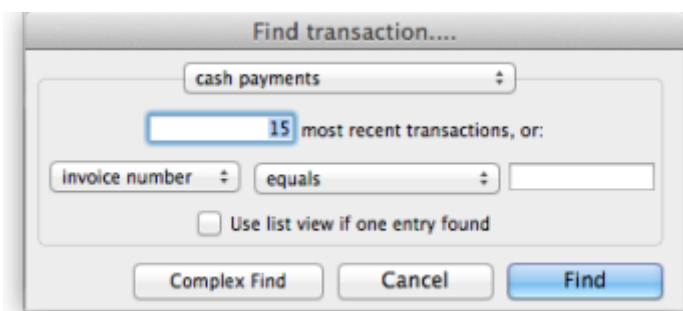 Find transaction....
cash payments
15 most recent transactions, or:
invoice number equals
Use list view if one entry found
Complex Find Cancel Find